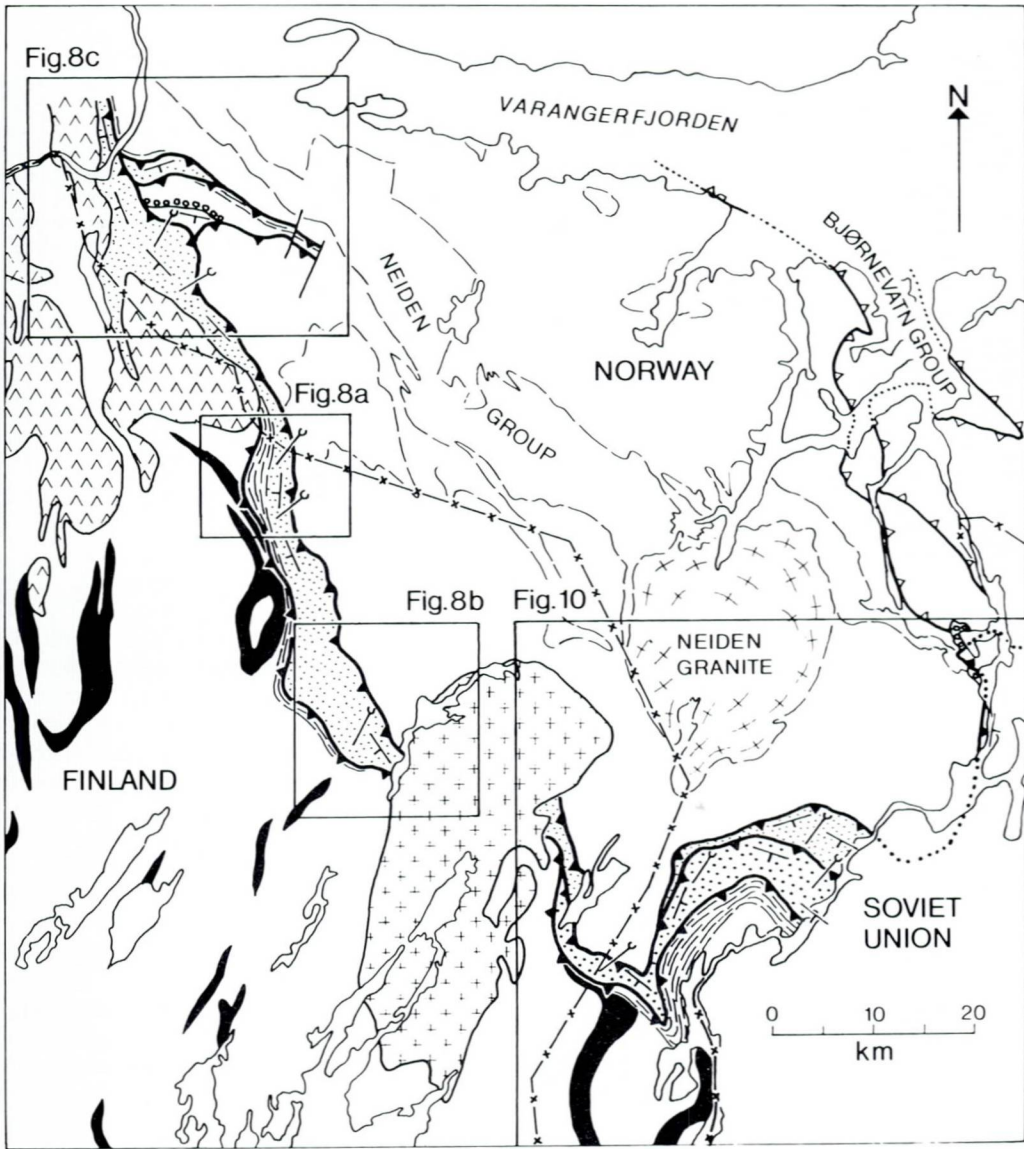 Fig.8c
VARANGERFJORDEN
N
BJØRNEVATN GROUP
NEIDEN
GROUP
NORWAY
Fig.8a
Fig.8b
Fig.10
NEIDEN
GRANITE
FINLAND
SOVIET
UNION
0 10 20
km